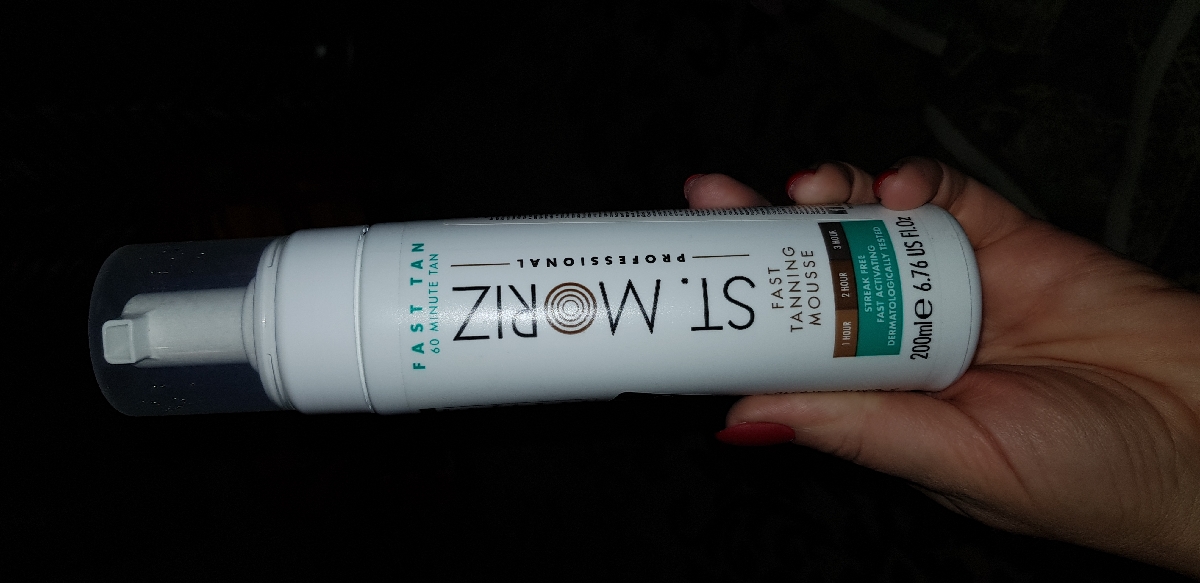 FAST TAN
60 MINUTE TAN
ST. MORIZ
PROFESSIONAL
FAST
TANNING
MOUSSE
1 HOUR 2 HOUR 3 HOUR
STREAK FREE
FAST ACTIVATING
DERMATOLOGICALLY TESTED
200ml℮ 6.76 US Fl.Oz